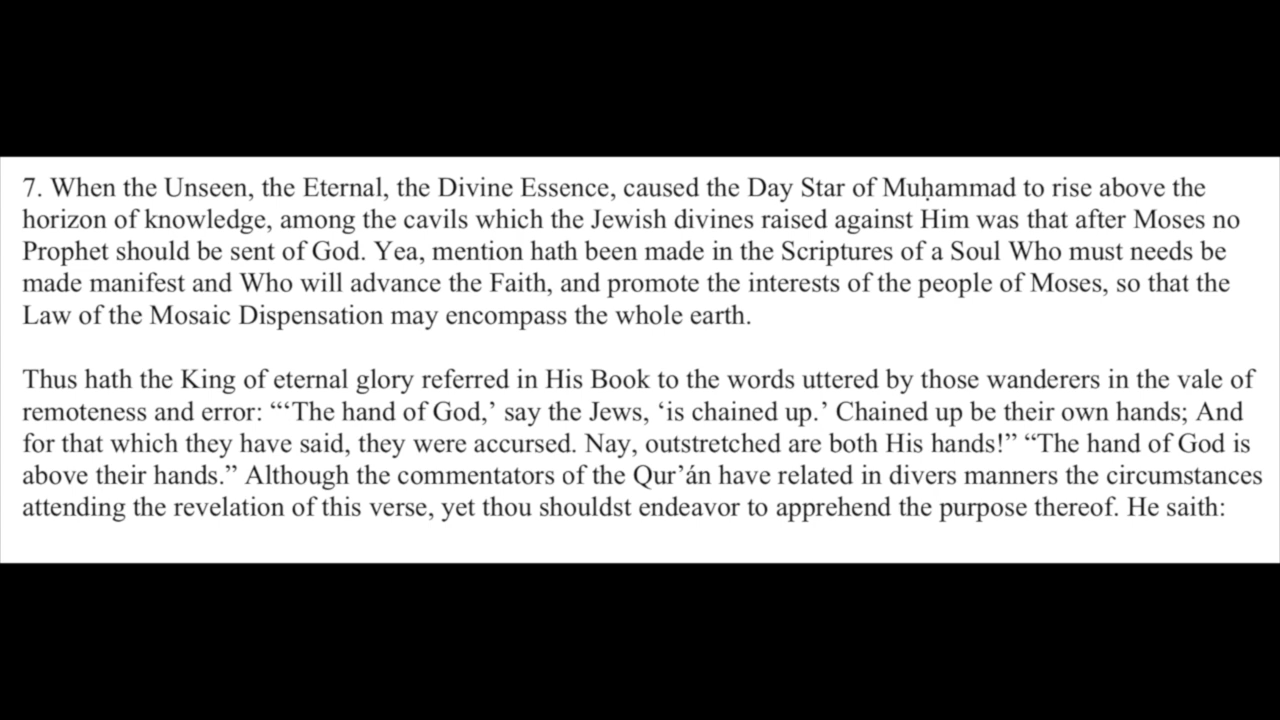 7. When the Unseen, the Eternal, the Divine Essence, caused the Day Star of Muḥammad to rise above the
horizon of knowledge, among the cavils which the Jewish divines raised against Him was that after Moses no
Prophet should be sent of God. Yea, mention hath been made in the Scriptures of a Soul Who must needs be
made manifest and Who will advance the Faith, and promote the interests of the people of Moses, so that the
Law of the Mosaic Dispensation may encompass the whole earth.
Thus hath the King of eternal glory referred in His Book to the words uttered by those wanderers in the vale of
remoteness and error: “‘The hand of God,’ say the Jews, ‘is chained up.’ Chained up be their own hands; And
for that which they have said, they were accursed. Nay, outstretched are both His hands!” “The hand of God is
above their hands.” Although the commentators of the Qur’án have related in divers manners the circumstances
attending the revelation of this verse, yet thou shouldst endeavor to apprehend the purpose thereof. He saith: